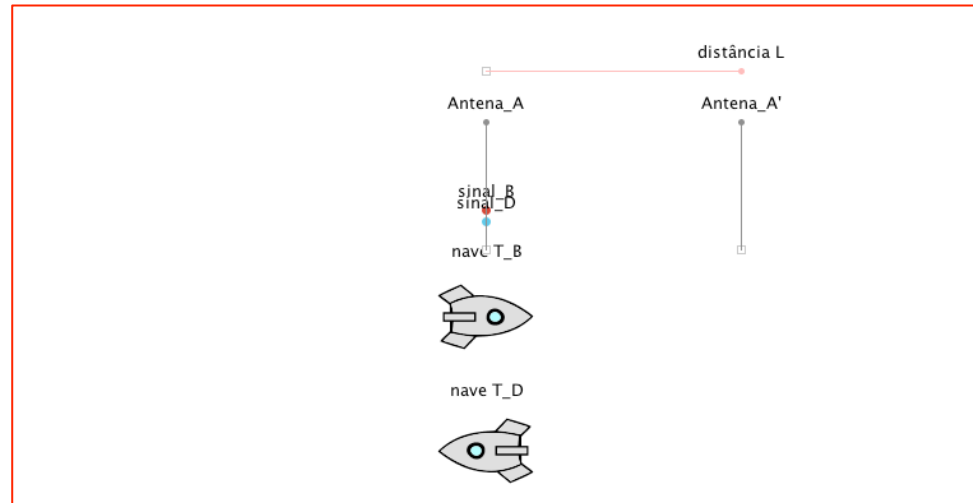 distância L
Antena_A
Antena_A'
sinal_B
sinal_D
nave T_B
nave T_D